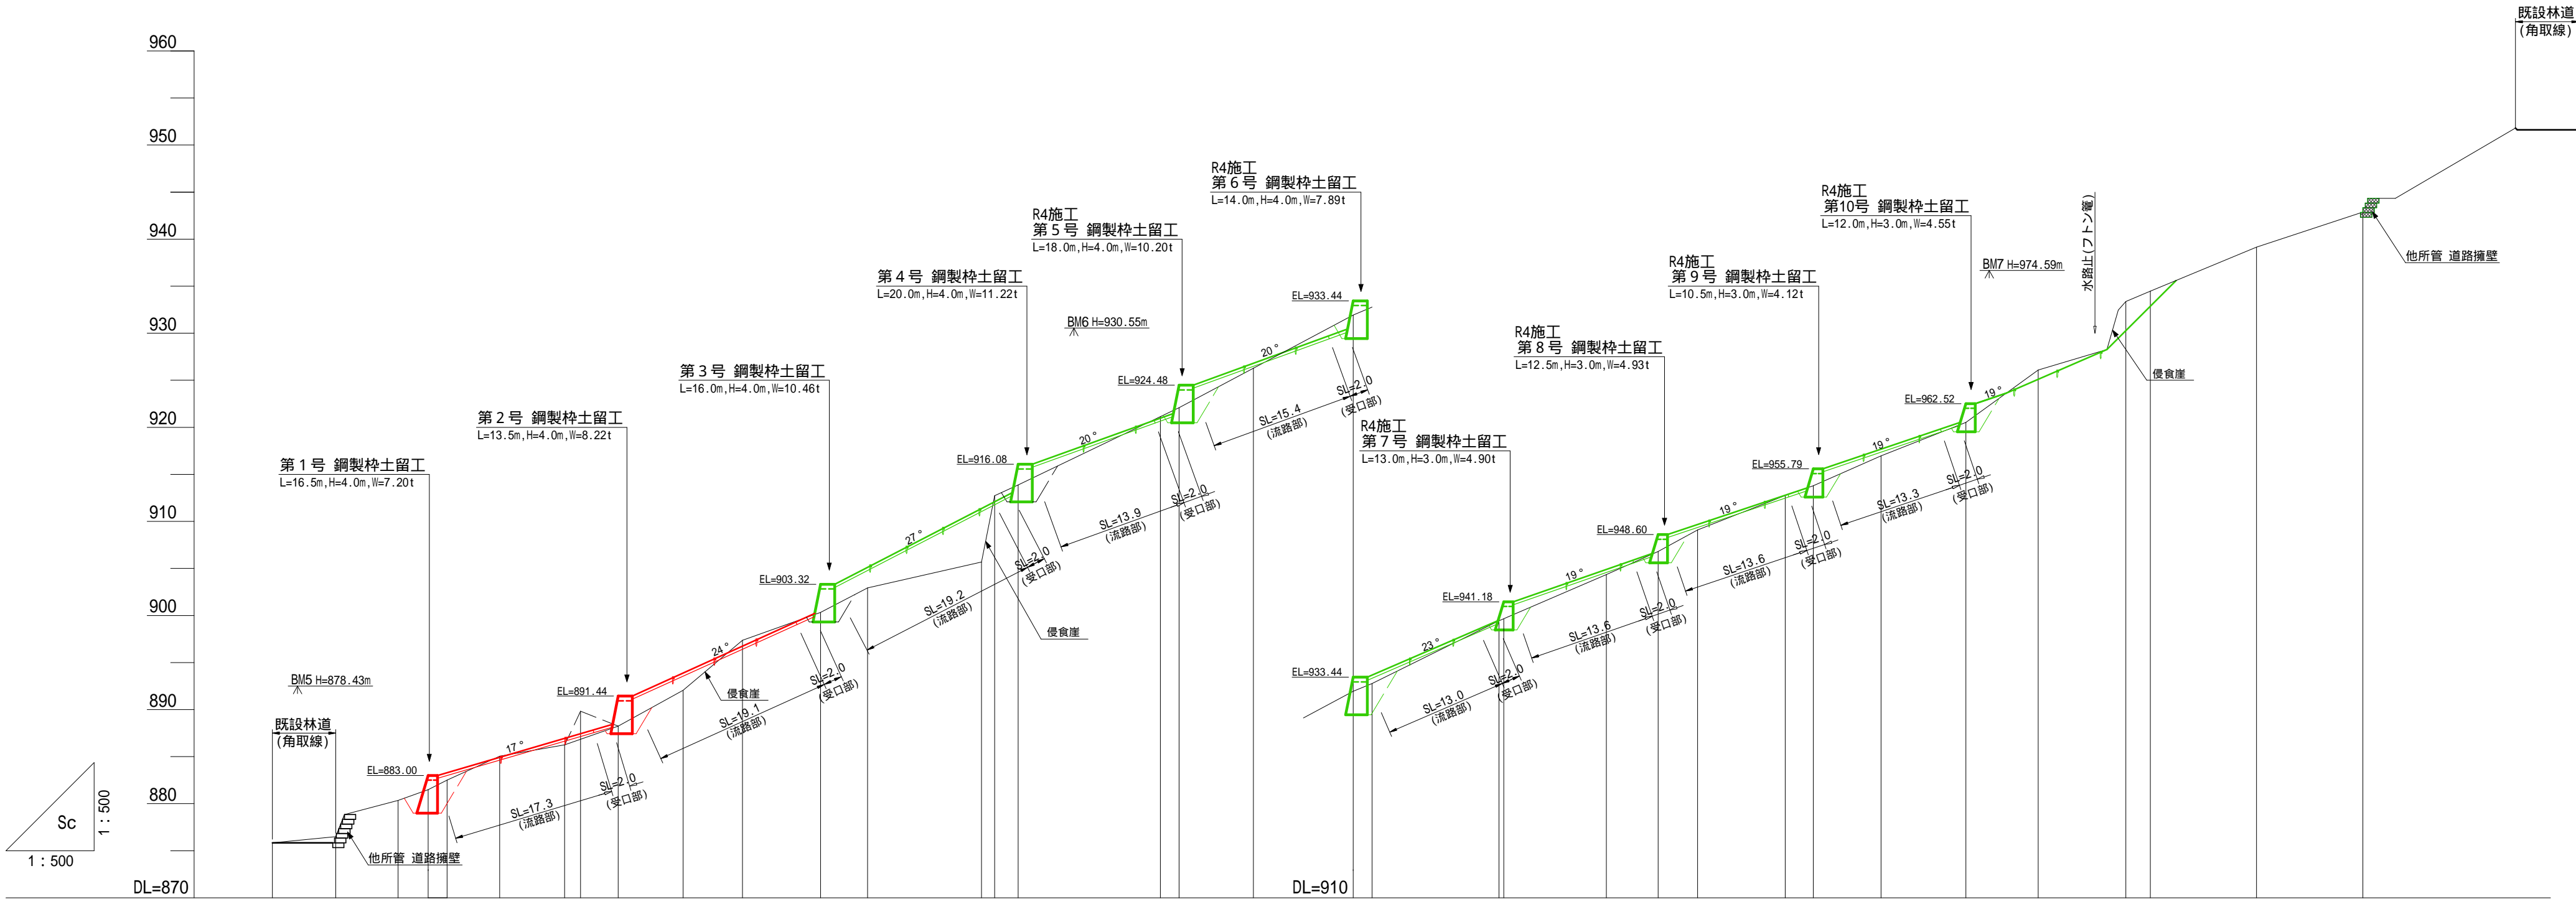 既設林道
(角取線)
960
950
940
930
920
910
900
890
880
DL=870
DL=910
Sc
1 : 500
1 : 500
BM5 H=878.43m
既設林道
(角取線)
他所管 道路擁壁
第１号 鋼製枠土留工
L=16.5m,H=4.0m,W=7.20t
EL=883.00
17°
SL=17.3
(流路部)
SL=2.0
(受口部)
第２号 鋼製枠土留工
L=13.5m,H=4.0m,W=8.22t
EL=891.44
24°
侵食崖
SL=19.1
(流路部)
SL=2.0
(受口部)
第３号 鋼製枠土留工
L=16.0m,H=4.0m,W=10.46t
EL=903.32
27°
侵食崖
SL=19.2
(流路部)
SL=2.0
(受口部)
第４号 鋼製枠土留工
L=20.0m,H=4.0m,W=11.22t
EL=916.08
20°
SL=13.9
(流路部)
SL=2.0
(受口部)
BM6 H=930.55m
R4施工
第５号 鋼製枠土留工
L=18.0m,H=4.0m,W=10.20t
EL=924.48
20°
SL=15.4
(流路部)
SL=2.0
(受口部)
R4施工
第６号 鋼製枠土留工
L=14.0m,H=4.0m,W=7.89t
EL=933.44
EL=933.44
23°
SL=13.0
(流路部)
SL=2.0
(受口部)
R4施工
第７号 鋼製枠土留工
L=13.0m,H=3.0m,W=4.90t
EL=941.18
19°
SL=13.6
(流路部)
SL=2.0
(受口部)
R4施工
第８号 鋼製枠土留工
L=12.5m,H=3.0m,W=4.93t
EL=948.60
19°
SL=13.6
(流路部)
SL=2.0
(受口部)
R4施工
第９号 鋼製枠土留工
L=10.5m,H=3.0m,W=4.12t
EL=955.79
19°
SL=13.3
(流路部)
SL=2.0
(受口部)
R4施工
第10号 鋼製枠土留工
L=12.0m,H=3.0m,W=4.55t
EL=962.52
19°
BM7 H=974.59m
水路止(フトン篭)
侵食崖
他所管 道路擁壁